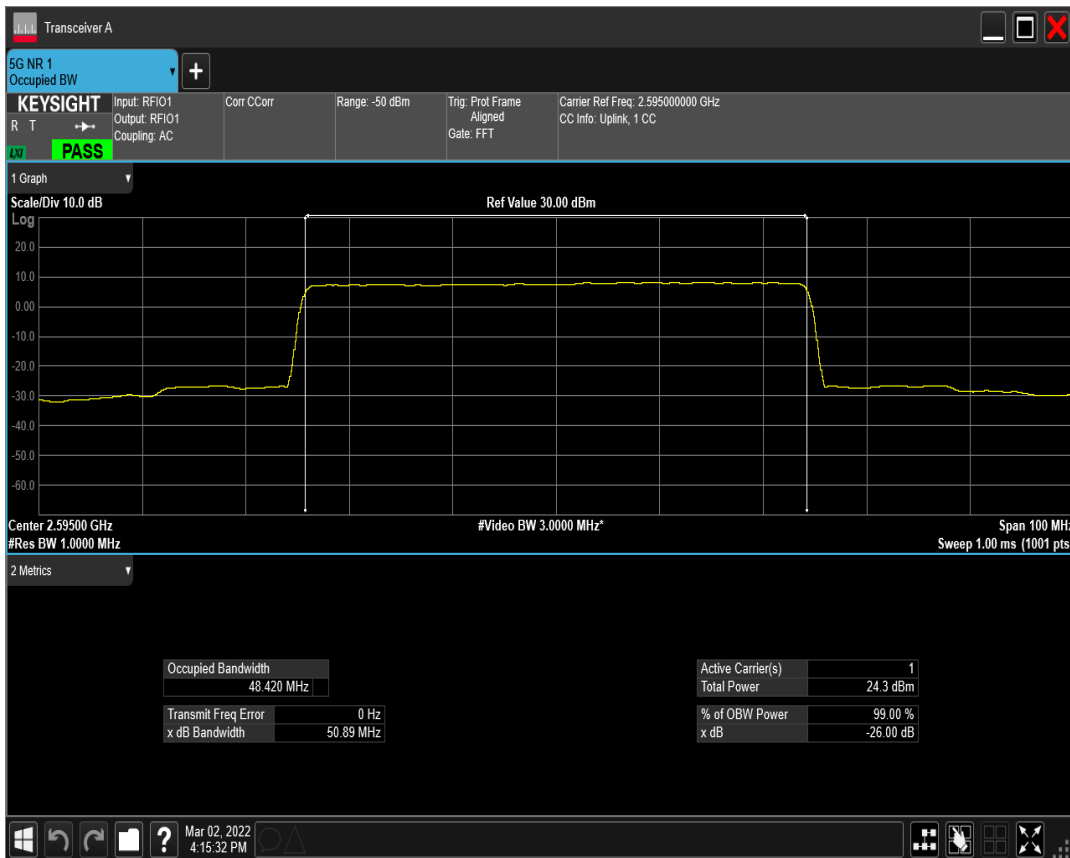 Transceiver A
5G NR 1
Occupied BW
+
KEYSIGHT
R T
LXI
PASS
Input: RFIO1
Output: RFIO1
Coupling: AC
Corr CCorr
Range: -50 dBm
Trig: Prot Frame
Aligned
Gate: FFT
Carrier Ref Freq: 2.595000000 GHz
CC Info: Uplink, 1 CC
1 Graph
Scale/Div 10.0 dB
Ref Value 30.00 dBm
Log
20.0
10.0
0.00
-10.0
-20.0
-30.0
-40.0
-50.0
-60.0
Center 2.59500 GHz
#Video BW 3.0000 MHz*
Span 100 MHz
#Res BW 1.0000 MHz
Sweep 1.00 ms (1001 pts
2 Metrics
Occupied Bandwidth
48.420 MHz
Transmit Freq Error 0 Hz
x dB Bandwidth 50.89 MHz
Active Carrier(s) 1
Total Power 24.3 dBm
% of OBW Power 99.00 %
x dB -26.00 dB
?
Mar 02, 2022
4:15:32 PM